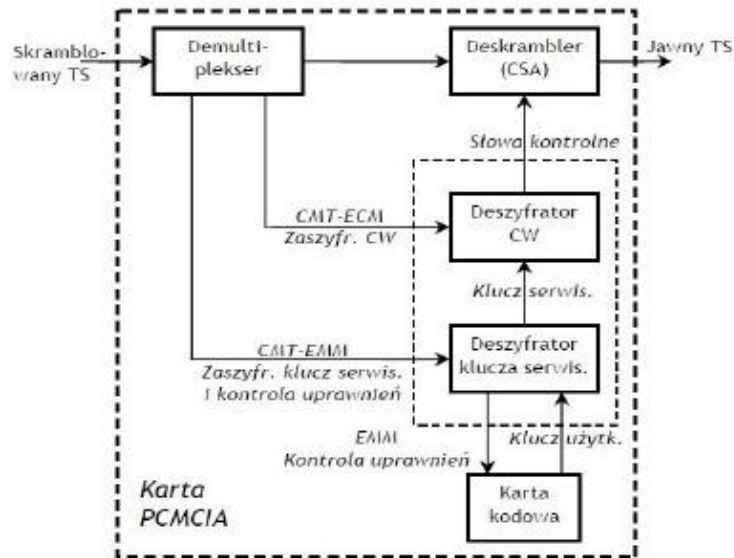 Skramblo-
wany TS
Demulti-
plekser
Deskrambler
(CSA)
Jawny TS
Słowa kontrolne
CMT-ECM
Zaszyfr. CW
Deszyfrator
CW
Klucz serwis.
CMT-EMM
Zaszyfr. klucz serwis.
i kontrola uprawnień
Deszyfrator
klucza serwis.
EMM
Kontrola uprawnień
Klucz użytk.
Karta
kodowa
Karta
PCMCIA